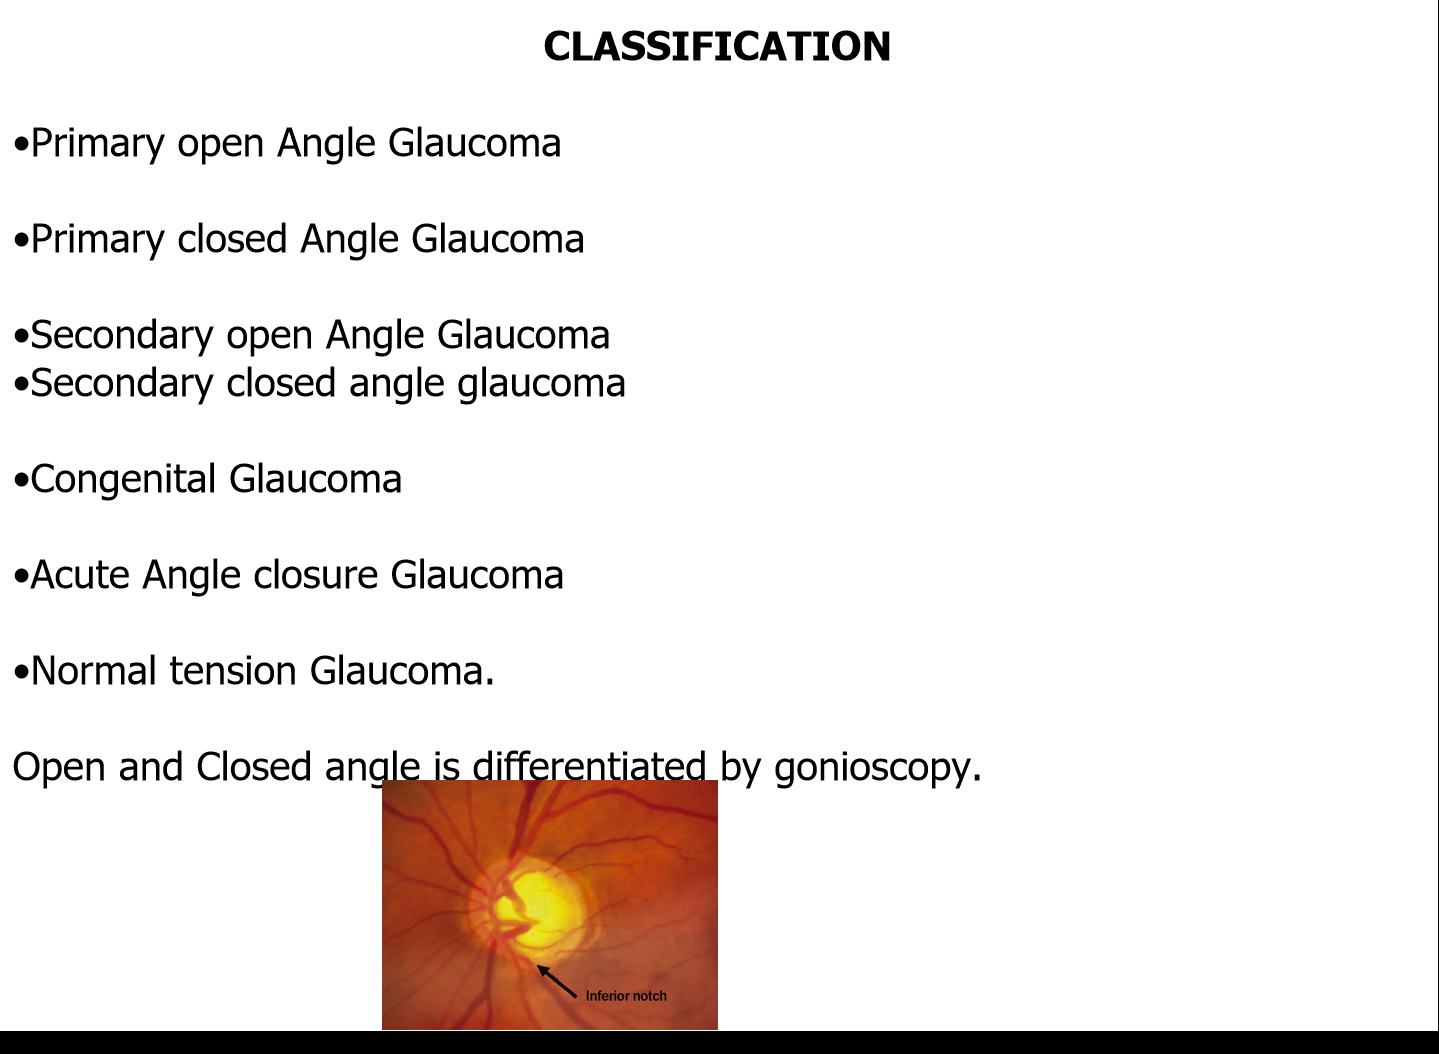 CLASSIFICATION
•Primary open Angle Glaucoma
•Primary closed Angle Glaucoma
•Secondary open Angle Glaucoma
•Secondary closed angle glaucoma
•Congenital Glaucoma
•Acute Angle closure Glaucoma
•Normal tension Glaucoma.
Open and Closed angle is differentiated by gonioscopy.
Inferior notch